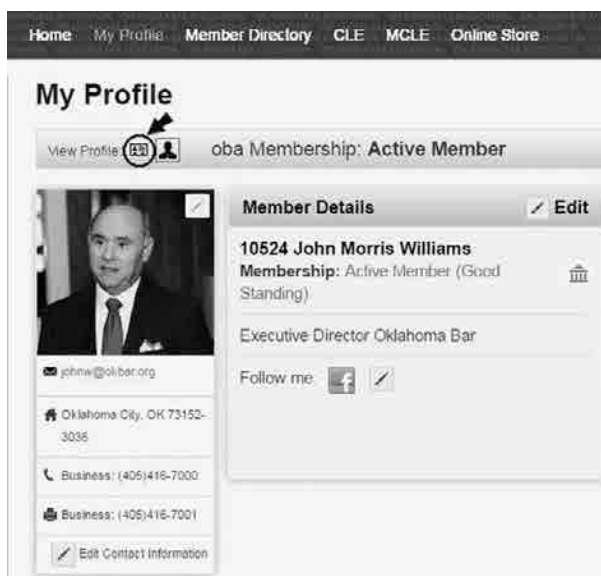 Home My Profile Member Directory CLE MCLE Online Store
My Profile
View Profile: oba Membership: Active Member
Member Details Edit
10524 John Morris Williams
Membership: Active Member (Good
Standing)
Executive Director Oklahoma Bar
Follow me
johnw@okbar.org
Oklahoma City, OK 73152-
3036
Business: (405)416-7000
Business: (405)416-7001
Edit Contact Information